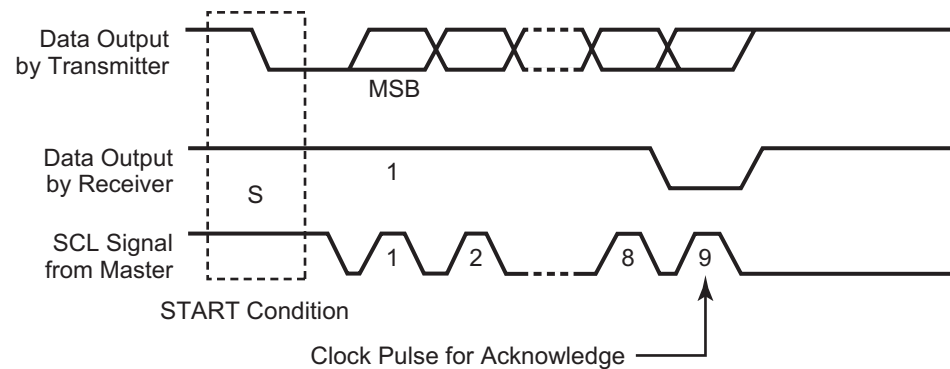 Data Output
by Transmitter
MSB
Data Output
by Receiver
1
S
SCL Signal
from Master
1
2
8
9
START Condition
Clock Pulse for Acknowledge